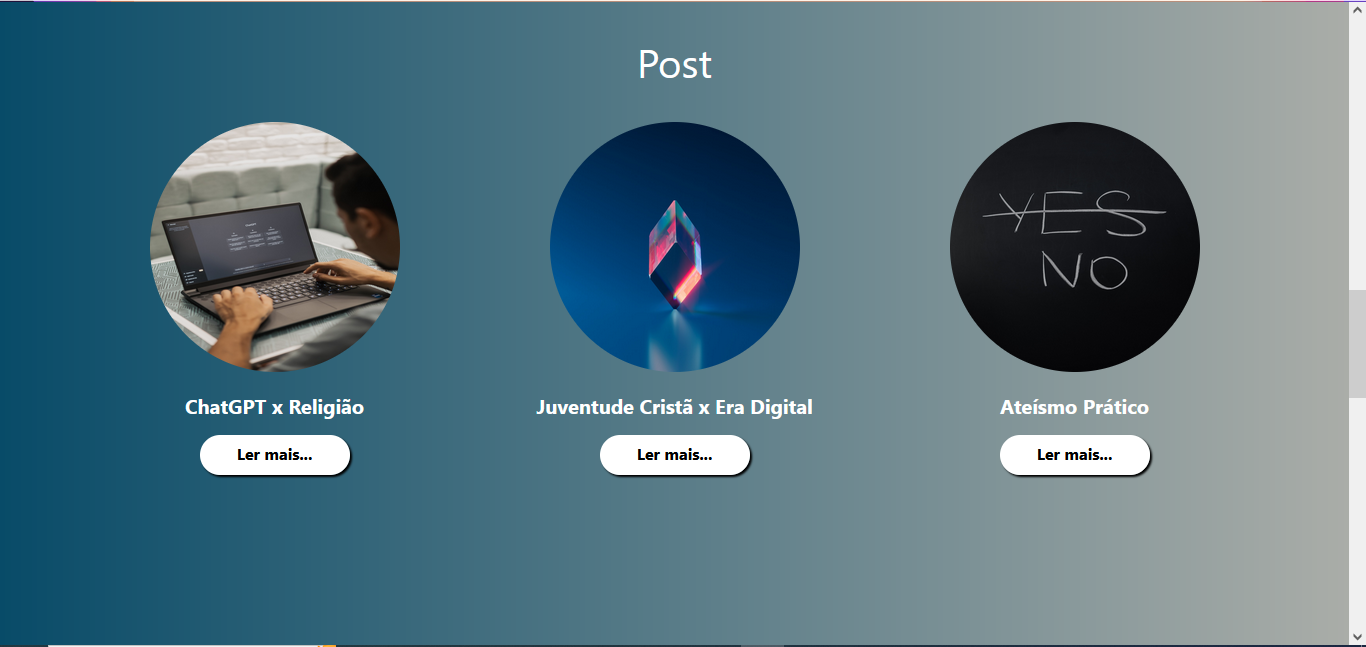 Post
YES
NO
ChatGPT x Religião
Juventude Cristã x Era Digital
Ateísmo Prático
Ler mais...
Ler mais...
Ler mais...